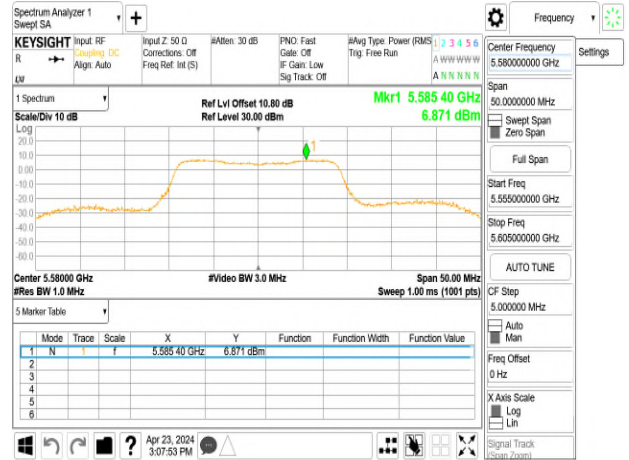 Spectrum Analyzer 1
Swept SA
+
Frequency
KEYSIGHT Input: RF Input Z: 50 Ω #Atten: 30 dB PNO: Fast #Avg Type: Power (RMS 1 2 3 4 5 6
R Coupling: DC Corrections: Off Gate: Off Trig: Free Run
Align: Auto Freq Ref: Int (S) IF Gain: Low A W W W W W
Sig Track: Off A N N N N N
Center Frequency
5.580000000 GHz
Settings
1 Spectrum
Scale/Div 10 dB
Ref Lvl Offset 10.80 dB
Ref Level 30.00 dBm
Mkr1 5.585 40 GHz
6.871 dBm
Log
20.0
10.0
0.00
-10.0
-20.0
-30.0
-40.0
-50.0
-60.0
1
Center 5.58000 GHz #Video BW 3.0 MHz Span 50.00 MHz
#Res BW 1.0 MHz Sweep 1.00 ms (1001 pts)
Span
50.0000000 MHz
Swept Span
Zero Span
Full Span
Start Freq
5.555000000 GHz
Stop Freq
5.605000000 GHz
AUTO TUNE
CF Step
5.000000 MHz
Auto
Man
Freq Offset
0 Hz
X Axis Scale
Log
Lin
Signal Track
(Span Zoom)
5 Marker Table
Mode Trace Scale X Y Function Function Width Function Value
1 N 1 f 5.585 40 GHz 6.871 dBm
2
3
4
5
6
? Apr 23, 2024
3:07:53 PM